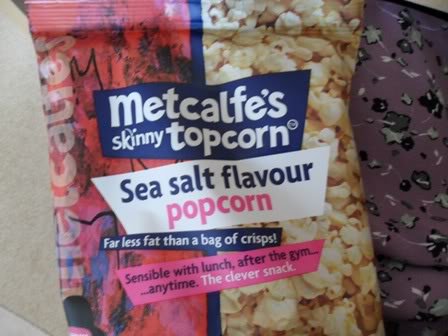 metcalfe's
skinny topcorn
Sea salt flavour
popcorn
Far less fat than a bag of crisps!
Sensible with lunch, after the gym...
...anytime. The clever snack.
metcalfe's